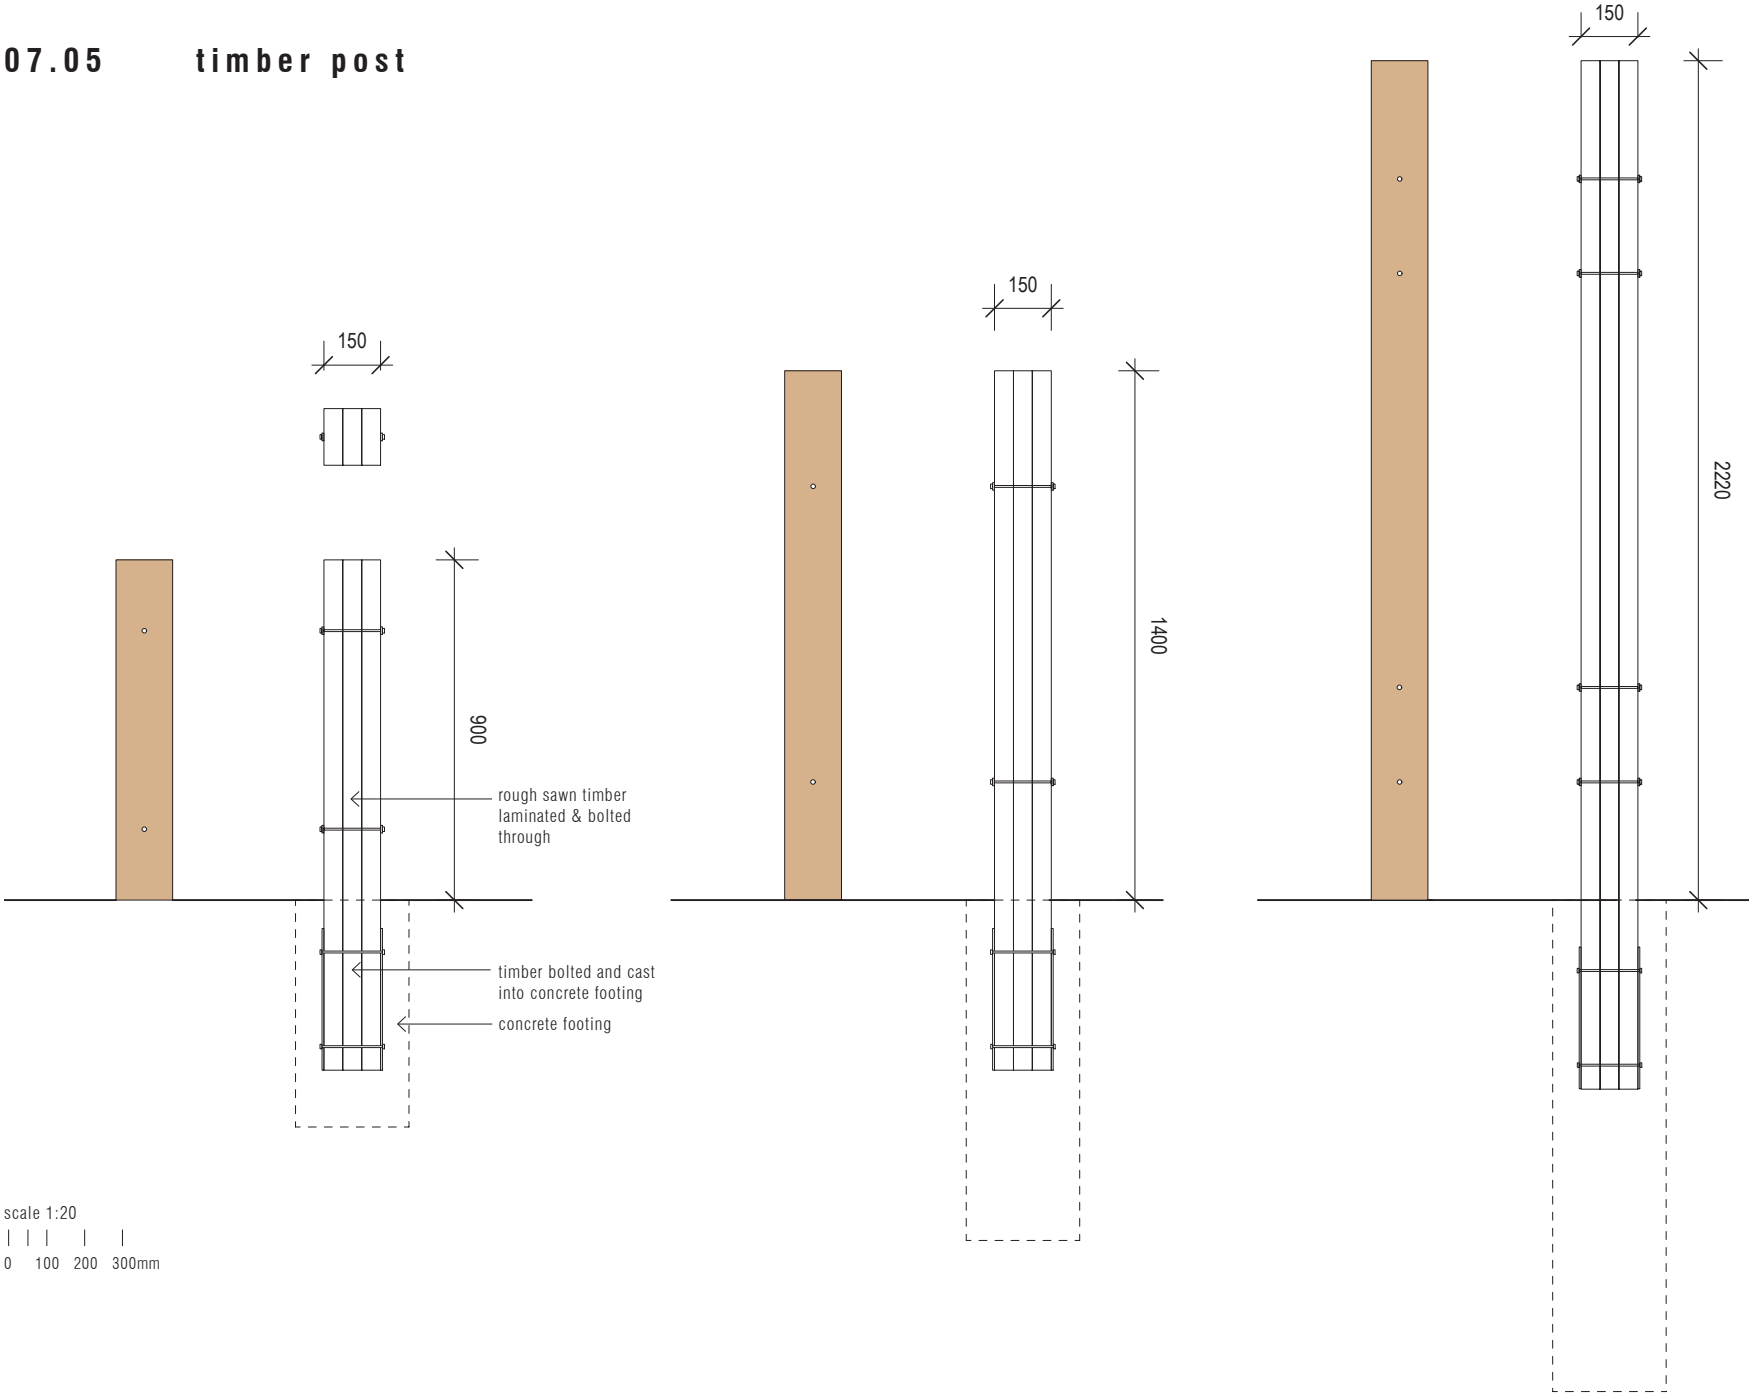 07.05 timber post
150
150
150
2220
1400
900
rough sawn timber
laminated & bolted
through
timber bolted and cast
into concrete footing
concrete footing
scale 1:20
0 100 200 300mm